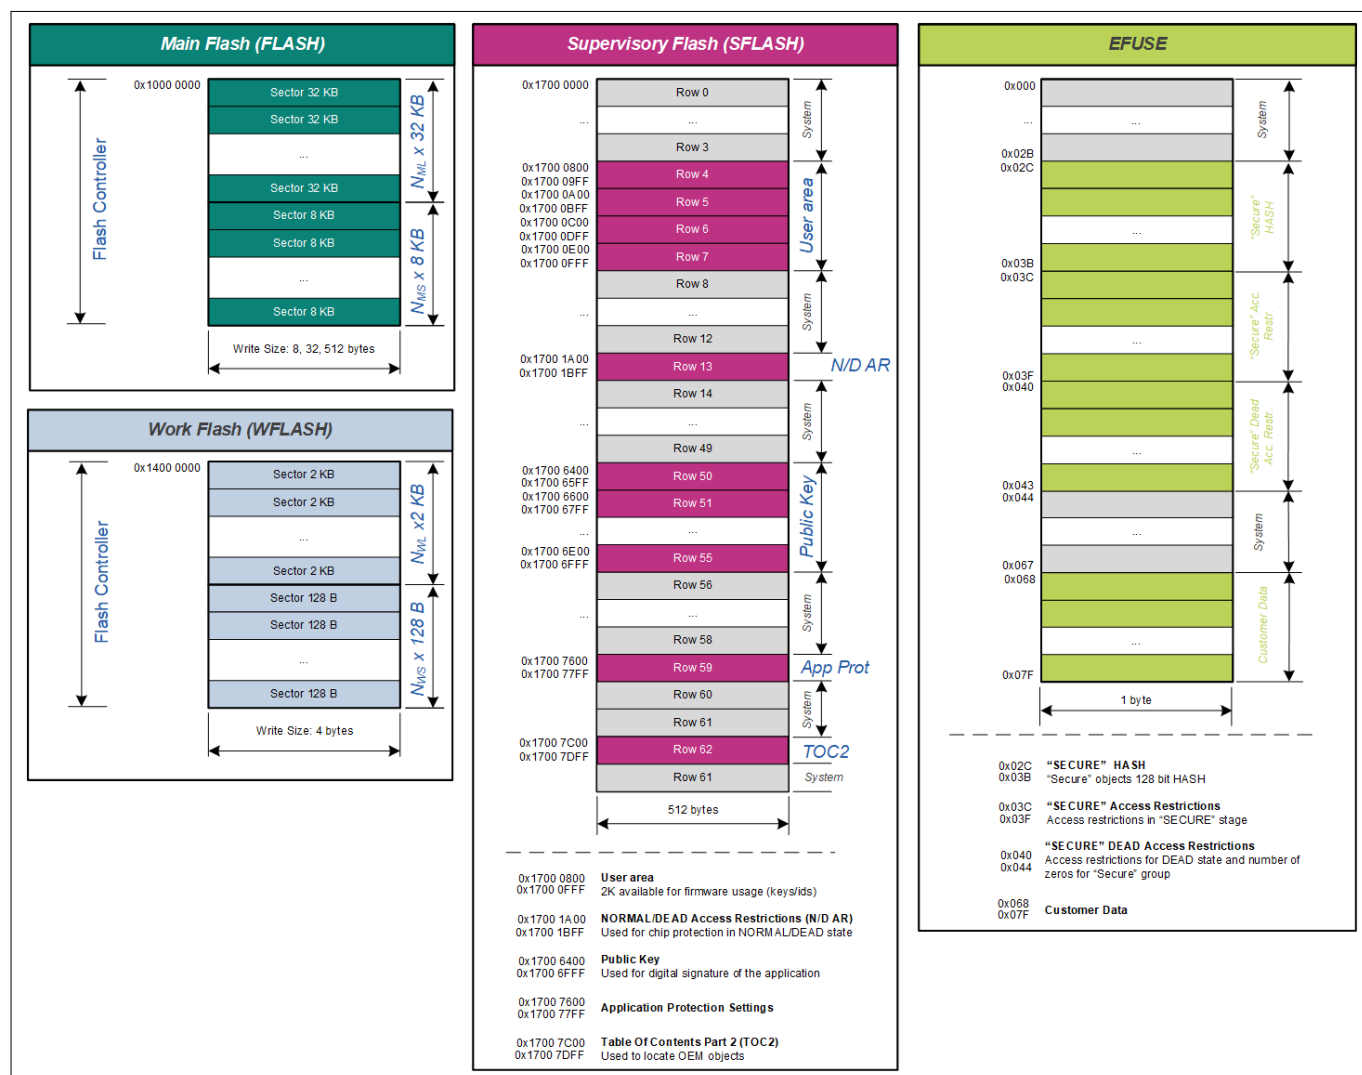 Main Flash (FLASH)
0x1000 0000
Sector 32 KB
Sector 32 KB
...
Sector 32 KB
Sector 8 KB
Sector 8 KB
...
Sector 8 KB
Flash Controller
NML x 32 KB
NMS x 8 KB
Write Size: 8, 32, 512 bytes
Work Flash (WFLASH)
0x1400 0000
Sector 2 KB
Sector 2 KB
...
Sector 2 KB
Sector 128 B
Sector 128 B
...
Sector 128 B
Flash Controller
NWL x2 KB
NWS x 128 B
Write Size: 4 bytes
Supervisory Flash (SFLASH)
0x1700 0000
Row 0
System
...
...
Row 3
0x1700 0800
0x1700 09FF
Row 4
User area
0x1700 0A00
0x1700 0BFF
Row 5
0x1700 0C00
0x1700 0DFF
Row 6
0x1700 0E00
0x1700 0FFF
Row 7
Row 8
System
...
...
Row 12
0x1700 1A00
0x1700 1BFF
Row 13
N/D AR
Row 14
System
...
...
Row 49
0x1700 6400
0x1700 65FF
Row 50
Public Key
0x1700 6600
0x1700 67FF
Row 51
...
...
0x1700 6E00
0x1700 6FFF
Row 55
Row 56
System
...
...
Row 58
0x1700 7600
0x1700 77FF
Row 59
App Prot
Row 60
System
Row 61
0x1700 7C00
0x1700 7DFF
Row 62
TOC2
Row 61
System
512 bytes
0x1700 0800
0x1700 0FFF
User area
2K available for firmware usage (keys/ids)
0x1700 1A00
0x1700 1BFF
NORMAL/DEAD Access Restrictions (N/D AR)
Used for chip protection in NORMAL/DEAD state
0x1700 6400
0x1700 6FFF
Public Key
Used for digital signature of the application
0x1700 7600
0x1700 77FF
Application Protection Settings
0x1700 7C00
0x1700 7DFF
Table Of Contents Part 2 (TOC2)
Used to locate OEM objects
EFUSE
0x000
System
...
...
0x02B
0x02C
"Secure"
HASH
...
0x03B
0x03C
"Secure" Acc.
Restr.
...
0x03F
0x040
"Secure" Dead
Acc. Restr.
...
0x043
0x044
System
...
0x067
0x068
Customer Data
...
0x07F
1 byte
0x02C
0x03B
“SECURE” HASH
“Secure” objects 128 bit HASH
0x03C
0x03F
“SECURE” Access Restrictions
Access restrictions in “SECURE” stage
0x040
0x044
“SECURE” DEAD Access Restrictions
Access restrictions for DEAD state and number of
zeros for “Secure” group
0x068
0x07F
Customer Data